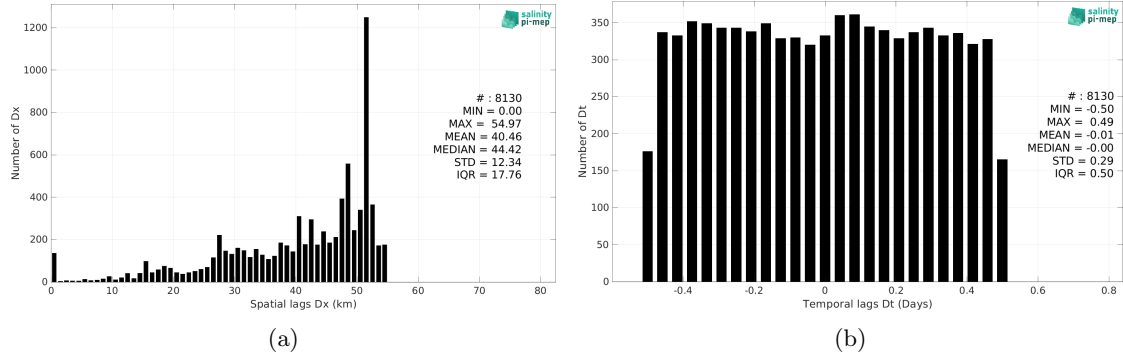 1200
1000
800
600
400
200
0
Number of Dx
salinity
pi-mep
# : 8130
MIN = 0.00
MAX = 54.97
MEAN = 40.46
MEDIAN = 44.42
STD = 12.34
IQR = 17.76
0 10 20 30 40 50 60 70 80
Spatial lags Dx (km)
(a)
350
300
250
200
150
100
50
0
Number of Dt
salinity
pi-mep
# : 8130
MIN = -0.50
MAX = 0.49
MEAN = -0.01
MEDIAN = -0.00
STD = 0.29
IQR = 0.50
-0.4 -0.2 0 0.2 0.4 0.6 0.8
Temporal lags Dt (Days)
(b)